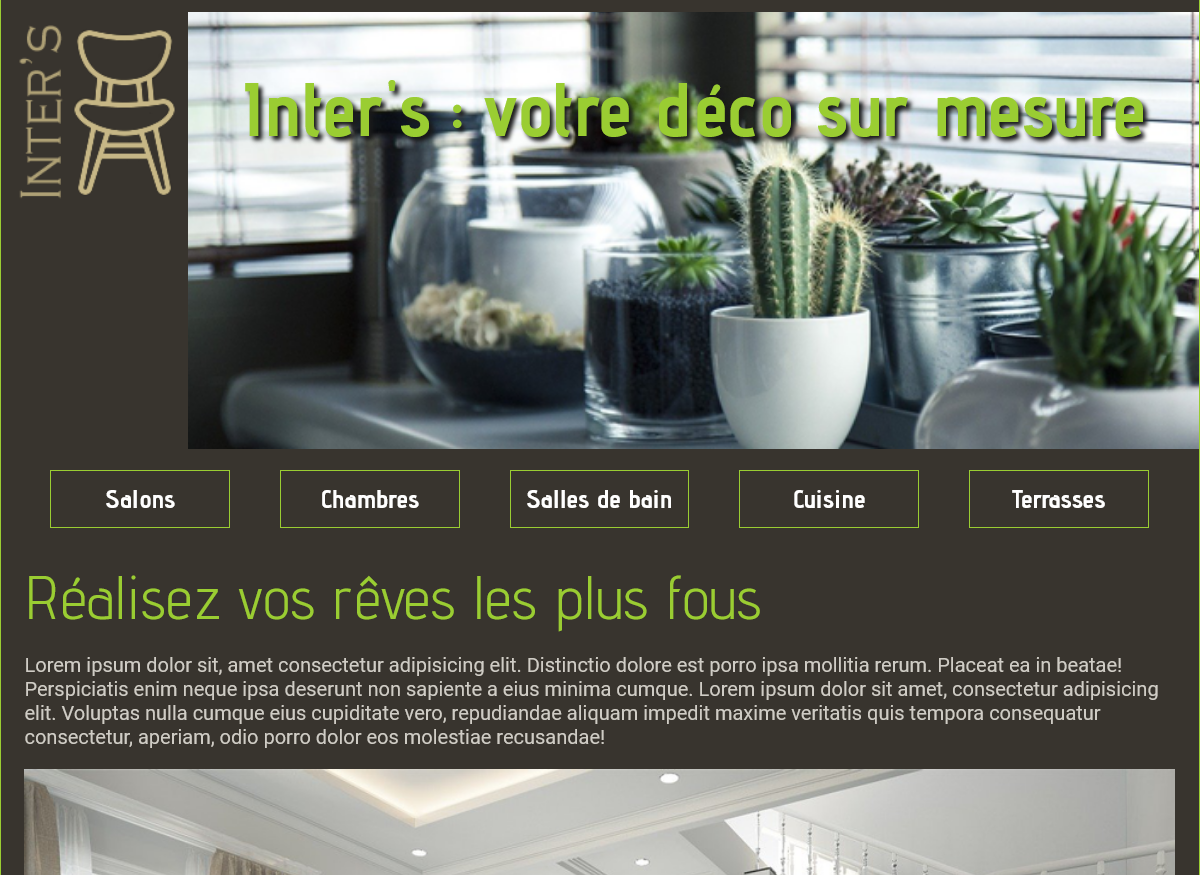 INTER'S
Inter's : votre déco sur mesure
Salons
Chambres
Salles de bain
Cuisine
Terrasses
Réalisez vos rêves les plus fous
Lorem ipsum dolor sit, amet consectetur adipisicing elit. Distinctio dolore est porro ipsa mollitia rerum. Placeat ea in beatae!
Perspiciatis enim neque ipsa deserunt non sapiente a eius minima cumque. Lorem ipsum dolor sit amet, consectetur adipisicing
elit. Voluptas nulla cumque eius cupiditate vero, repudiandae aliquam impedit maxime veritatis quis tempora consequatur
consectetur, aperiam, odio porro dolor eos molestiae recusandae!